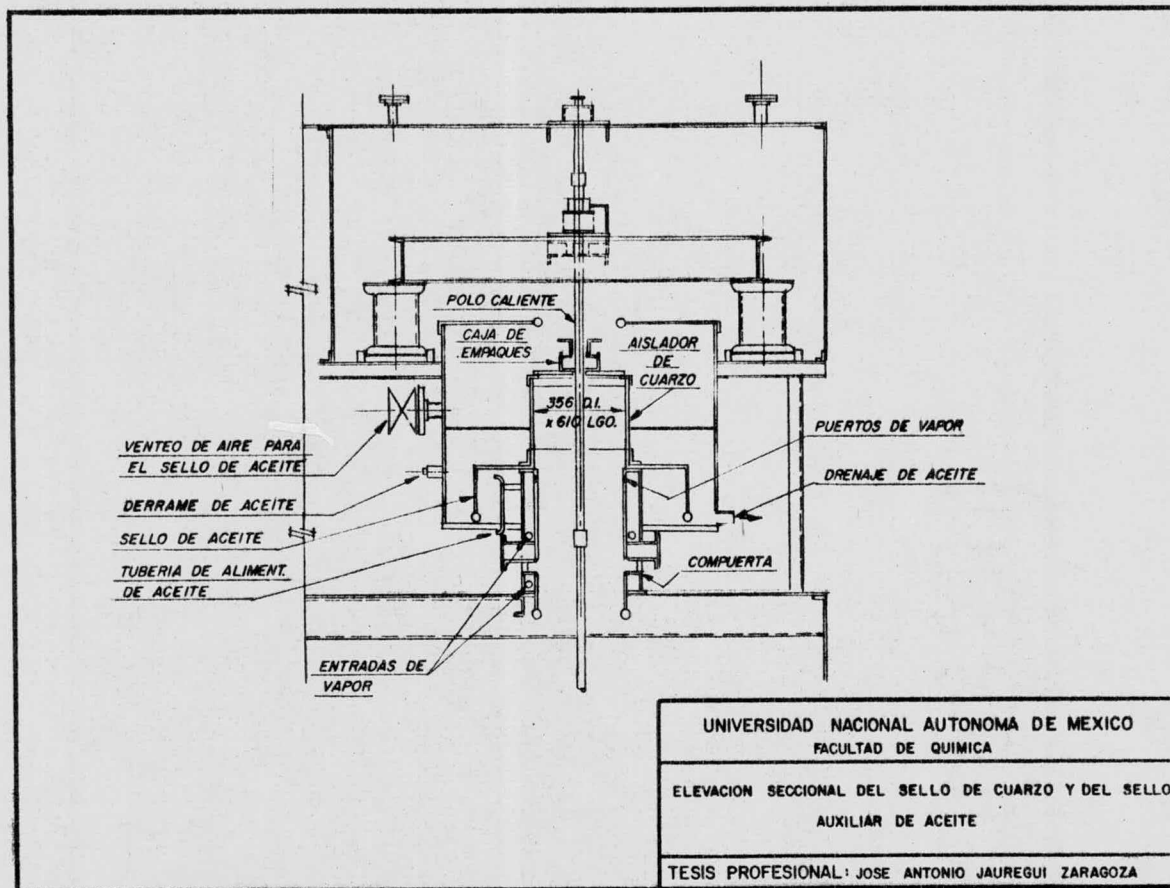 POLO CALIENTE
CAJA DE
EMPAQUES
AISLADOR
DE
CUARZO
356 D.I.
x 610 LGO.
PUERTOS DE VAPOR
DRENAJE DE ACEITE
VENTEO DE AIRE PARA
EL SELLO DE ACEITE
DERRAME DE ACEITE
SELLO DE ACEITE
TUBERIA DE ALIMENT.
DE ACEITE
COMPUERTA
ENTRADAS DE
VAPOR
UNIVERSIDAD NACIONAL AUTONOMA DE MEXICO
FACULTAD DE QUIMICA
ELEVACION SECCIONAL DEL SELLO DE CUARZO Y DEL SELLO
AUXILIAR DE ACEITE
TESIS PROFESIONAL: JOSE ANTONIO JAUREGUI ZARAGOZA